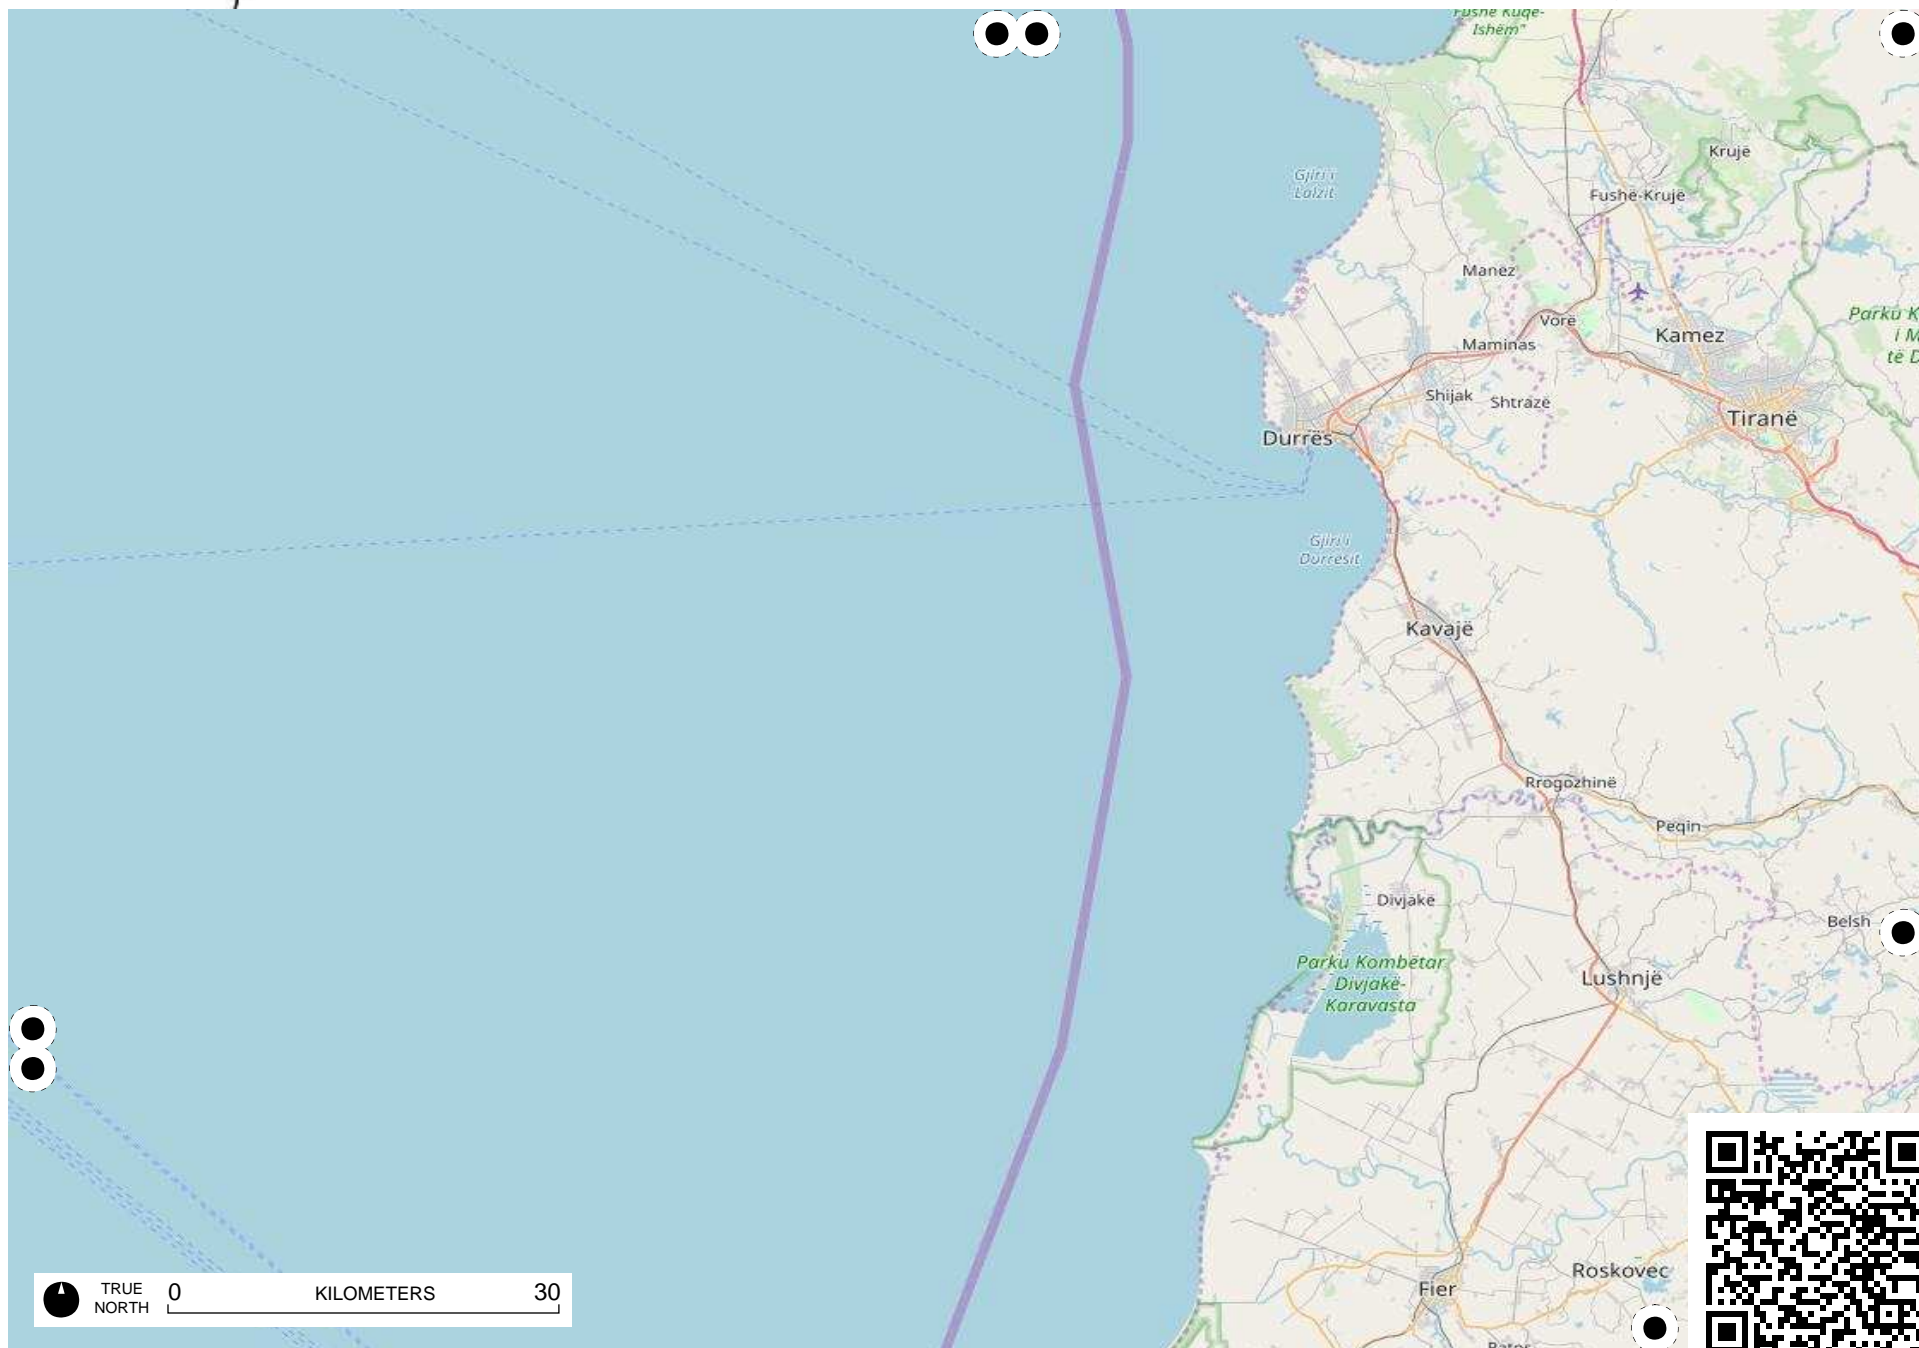 Fushë Kuqe-
Ishëm"
Krujë
Gjiri i
Lalzit
Fushë-Krujë
Manëz
Parku K
i M
të D
Vorë
Kamez
Maminas
Shijak
Shtrazë
Tiranë
Durrës
Gjiri i
Durrësit
Kavajë
Rrogozhinë
Peqin
Divjakë
Belsh
Parku Kombëtar
Divjakë-
Karavasta
Lushnjë
Roskovec
Fier
TRUE
NORTH
0 KILOMETERS 30